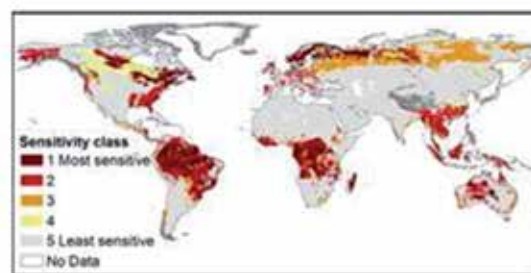 Sensitivity class
1 Most sensitive
2
3
4
5 Least sensitive
No Data